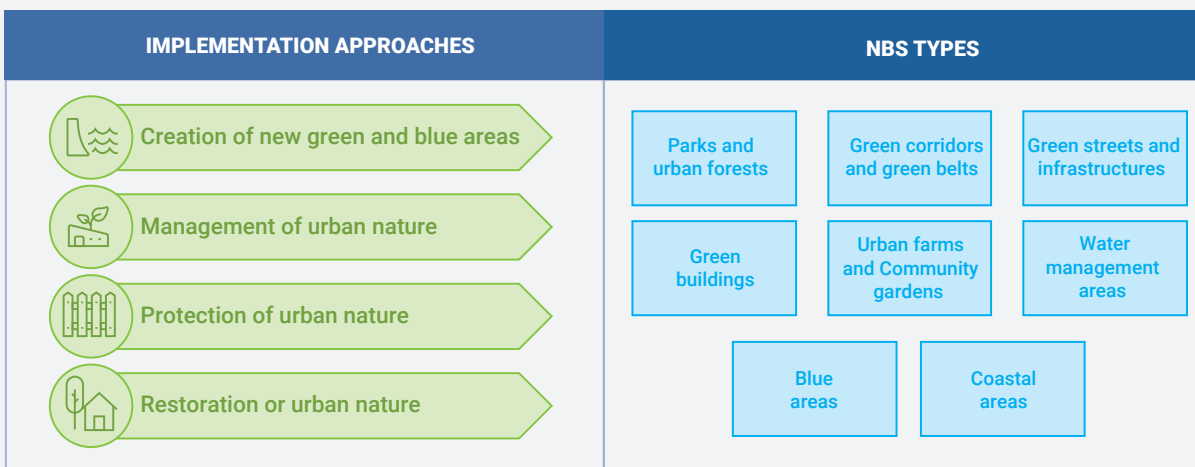 IMPLEMENTATION APPROACHES
NBS TYPES
Creation of new green and blue areas
Management of urban nature
Protection of urban nature
Restoration or urban nature
Parks and
urban forests
Green corridors
and green belts
Green streets and
infrastructures
Green
buildings
Urban farms
and Community
gardens
Water
management
areas
Blue
areas
Coastal
areas